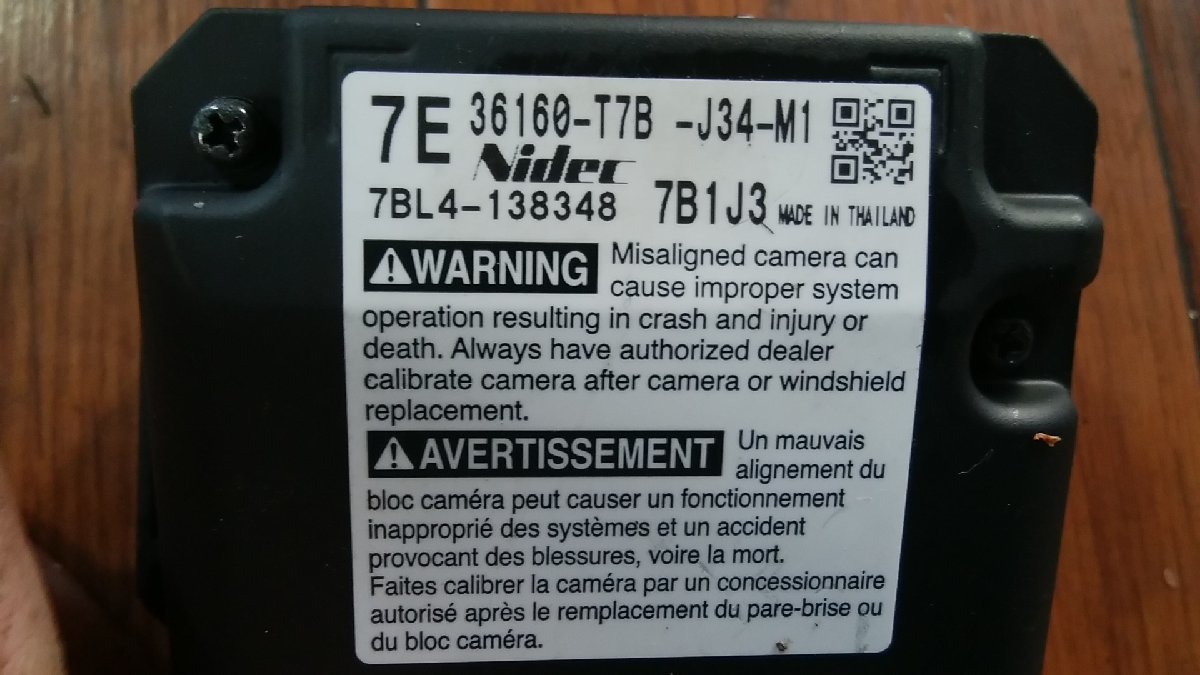 7E 36160-T7B -J34-M1
Nidec
7BL4-138348 7B1J3 MADE IN THAILAND
WARNING Misaligned camera can
cause improper system
operation resulting in crash and injury or
death. Always have authorized dealer
calibrate camera after camera or windshield
replacement.
AVERTISSEMENT Un mauvais
alignement du
bloc caméra peut causer un fonctionnement
inapproprié des systèmes et un accident
provocant des blessures, voire la mort.
Faites calibrer la caméra par un concessionnaire
autorisé après le remplacement du pare-brise ou
du bloc caméra.